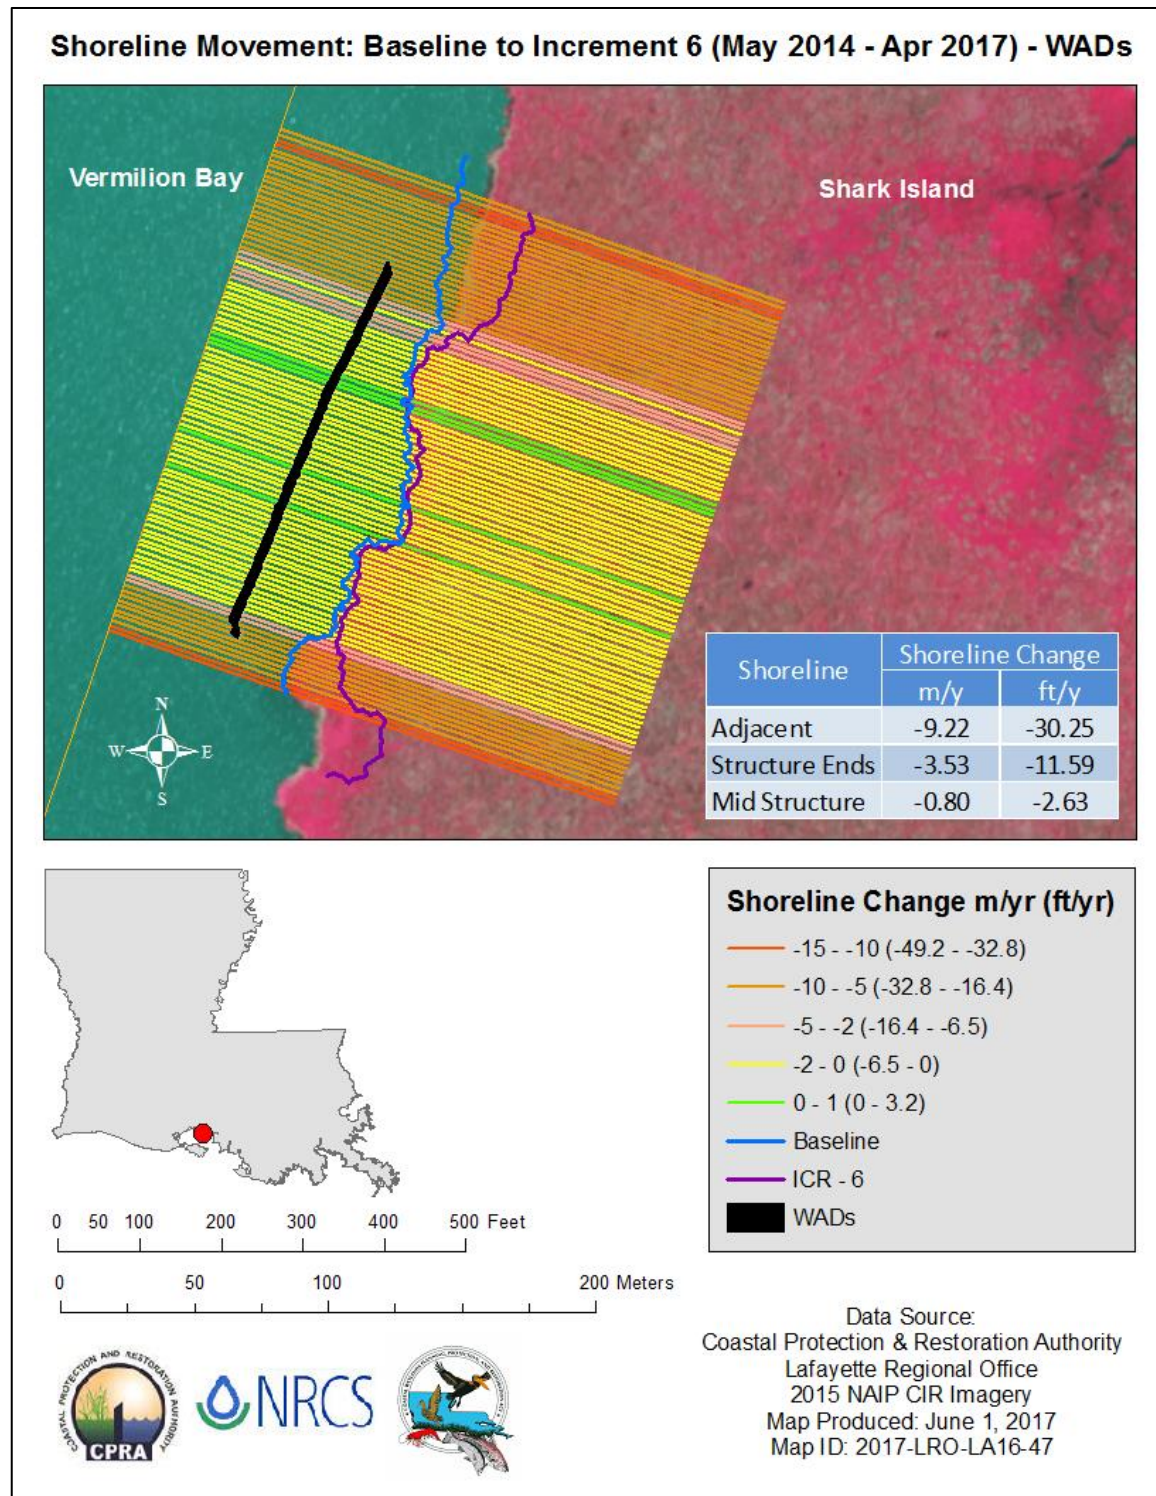 Shoreline Movement: Baseline to Increment 6 (May 2014 - Apr 2017) - WADs
Vermilion Bay
Shark Island
N
W
E
S
Shoreline
Shoreline Change
m/y
ft/y
Adjacent
-9.22
-30.25
Structure Ends
-3.53
-11.59
Mid Structure
-0.80
-2.63
Shoreline Change m/yr (ft/yr)
-15 - -10 (-49.2 - -32.8)
-10 - -5 (-32.8 - -16.4)
-5 - -2 (-16.4 - -6.5)
-2 - 0 (-6.5 - 0)
0 - 1 (0 - 3.2)
Baseline
ICR - 6
WADs
0 50 100 200 300 400 500 Feet
0 50 100 200 Meters
COASTAL PROTECTION AND RESTORATION AUTHORITY
CPRA
NRCS
Data Source:
Coastal Protection & Restoration Authority
Lafayette Regional Office
2015 NAIP CIR Imagery
Map Produced: June 1, 2017
Map ID: 2017-LRO-LA16-47